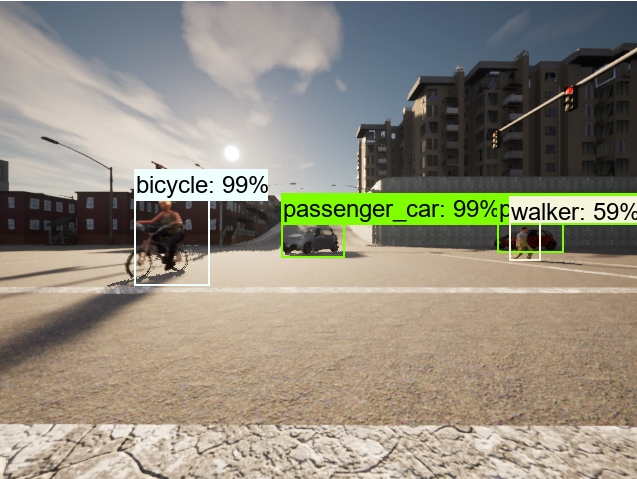 bicycle: 99%
passenger_car: 99%
p
walker: 59%